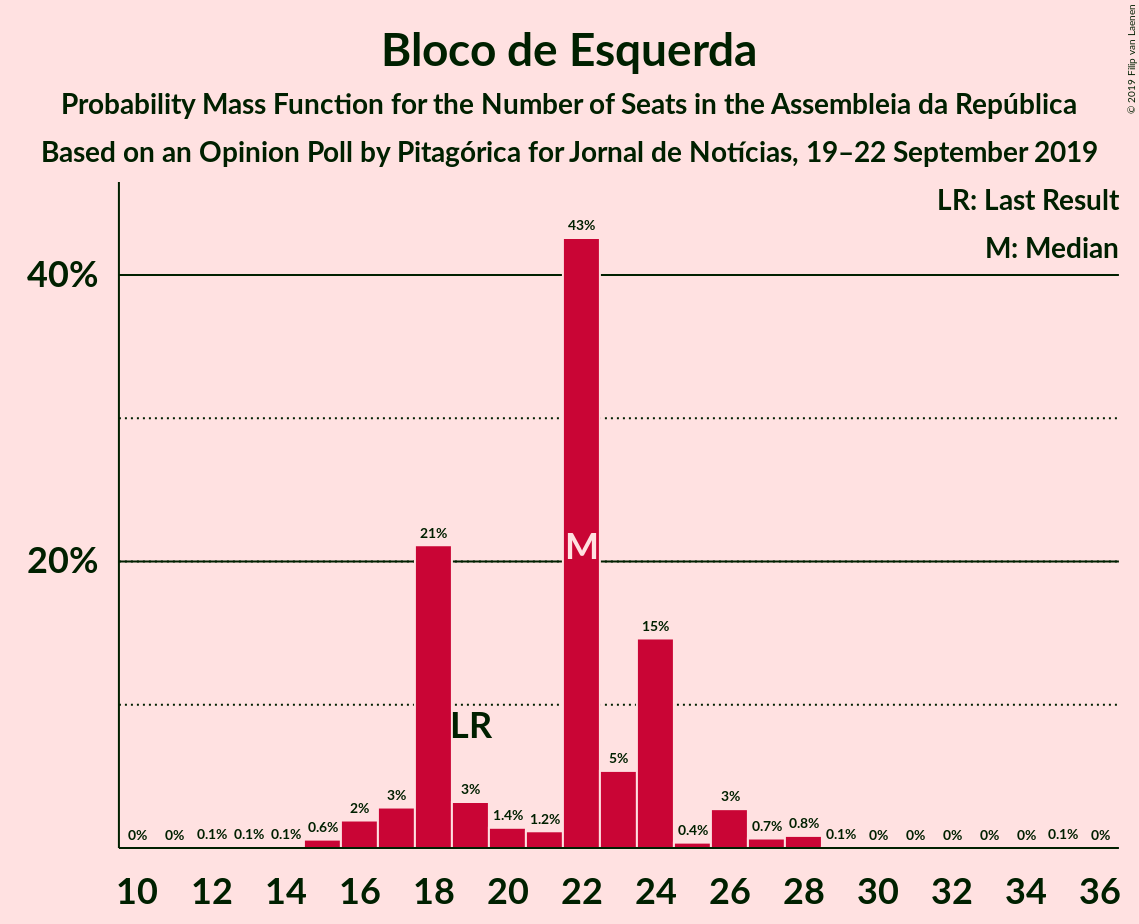 Bloco de Esquerda
Probability Mass Function for the Number of Seats in the Assembleia da República
Based on an Opinion Poll by Pitagórica for Jornal de Notícias, 19–22 September 2019
© 2019 Filip van Laenen
LR: Last Result
M: Median
43%
40%
21%
M
20%
15%
LR
5%
0% 0% 0.1% 0.1% 0.1% 0.6% 2% 3% 3% 1.4% 1.2% 0.4% 3% 0.7% 0.8% 0.1% 0% 0% 0% 0% 0% 0.1% 0%
10 12 14 16 18 20 22 24 26 28 30 32 34 36